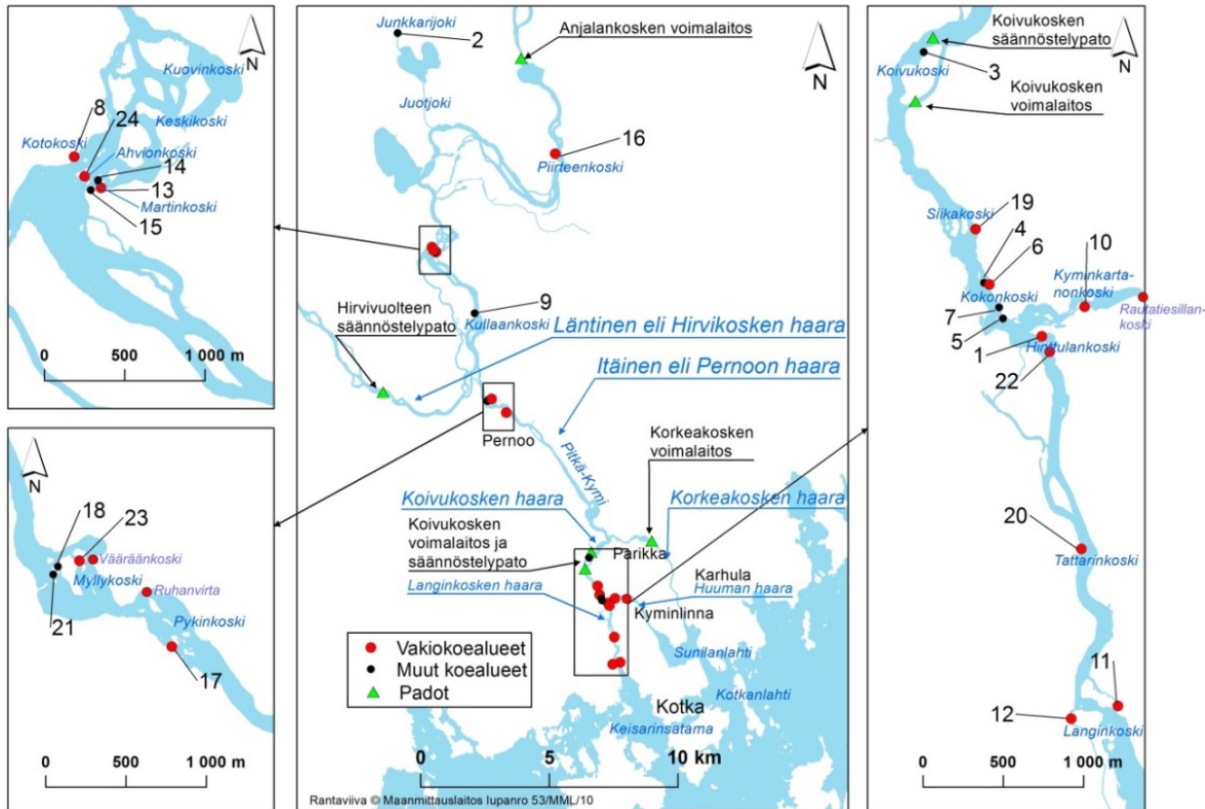 Kuovinkoski
N
8
24
Keskikoski
Kotokoski
Ahvionkoski
14
13
Martinkoski
15
0 500 1 000 m
N
18
23
Vääräänkoski
Myllykoski
Ruhanvirta
21
Pykinkoski
17
0 500 1 000 m
Junkkarijoki
2
Anjalankosken voimalaitos
N
Juotjoki
16
Piirteenkoski
9
Hirvivuolteen
säännöstelypato
Kullaankoski
Läntinen eli Hirvikosken haara
Itäinen eli Pernoon haara
Pernoo
Korkeakosken
voimalaitos
Pitkä-Kymi
Koivukosken haara
Korkeakosken haara
Koivukosken
voimalaitos ja
säännöstelypato
Parikka
Karhula
Langinkosken haara
Huuman haara
Kyminlinna
Vakiokoealueet
Muut koealueet
Padot
Sunilanlahti
Kotkanlahti
Kotka
Keisarinsatama
0 5 10 km
Rantaviiva © Maanmittauslaitos lupanro 53/MML/10
Koivukosken
säännöstelypato
N
Koivukoski
3
Koivukosken
voimalaitos
19
Siikakoski
4
6
10
Kyminkarta-
nonkoski
Kokonkoski
Rautatiesillan-
koski
7
5
1
Hinttulankoski
22
20
Tattarinkoski
11
12
Langinkoski
0 500 1 000 m